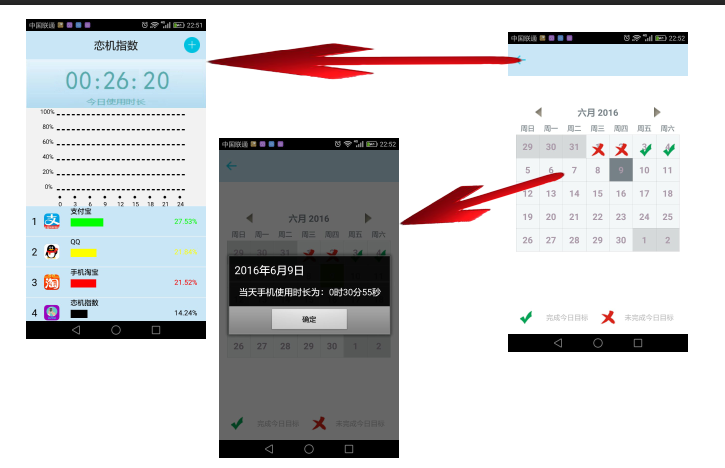 中国联通 22:51
恋机指数
00:26:20
今日使用时长
100%
80%
60%
40%
20%
0%
0 3 6 9 12 15 18 21 24
1 支付宝 27.53%
2 QQ
3 手机淘宝 21.52%
淘
4 恋机指数 14.24%
中国联通 22:52
六月 2016
周日 周一 周二 周三 周四 周五 周六
29 30 31
2016年6月9日
当天手机使用时长为：0时30分55秒
确定
26 27 28 29 30 1 2
完成今日目标 未完成今日目标
中国联通 22:52
六月 2016
周日 周一 周二 周三 周四 周五 周六
29 30 31
5 6 7 8 9 10 11
12 13 14 15 16 17 18
19 20 21 22 23 24 25
26 27 28 29 30 1 2
完成今日目标 未完成今日目标